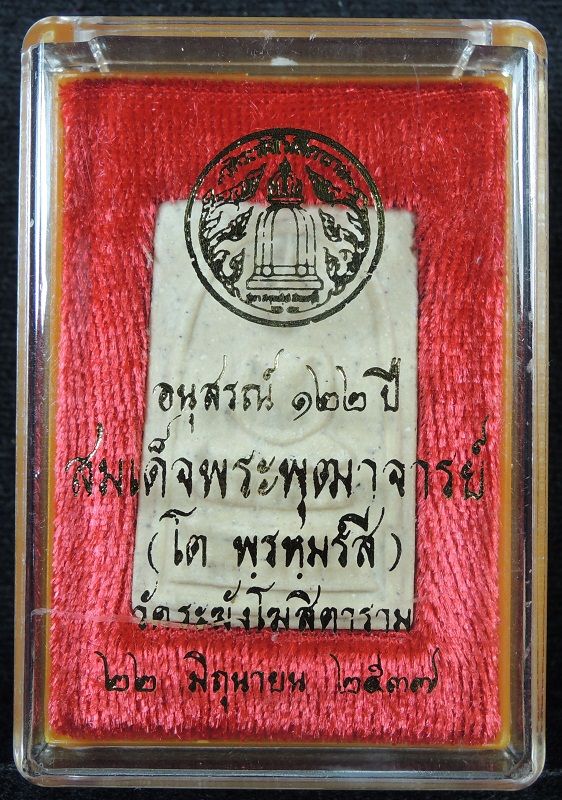 อนุสรณ์ ๑๒๒ ปี
สมเด็จพระพุฒาจารย์
(โต พฺรหฺมรํสี)
วัดระฆังโฆสิตาราม
๒๒ มิถุนายน ๒๕๓๗